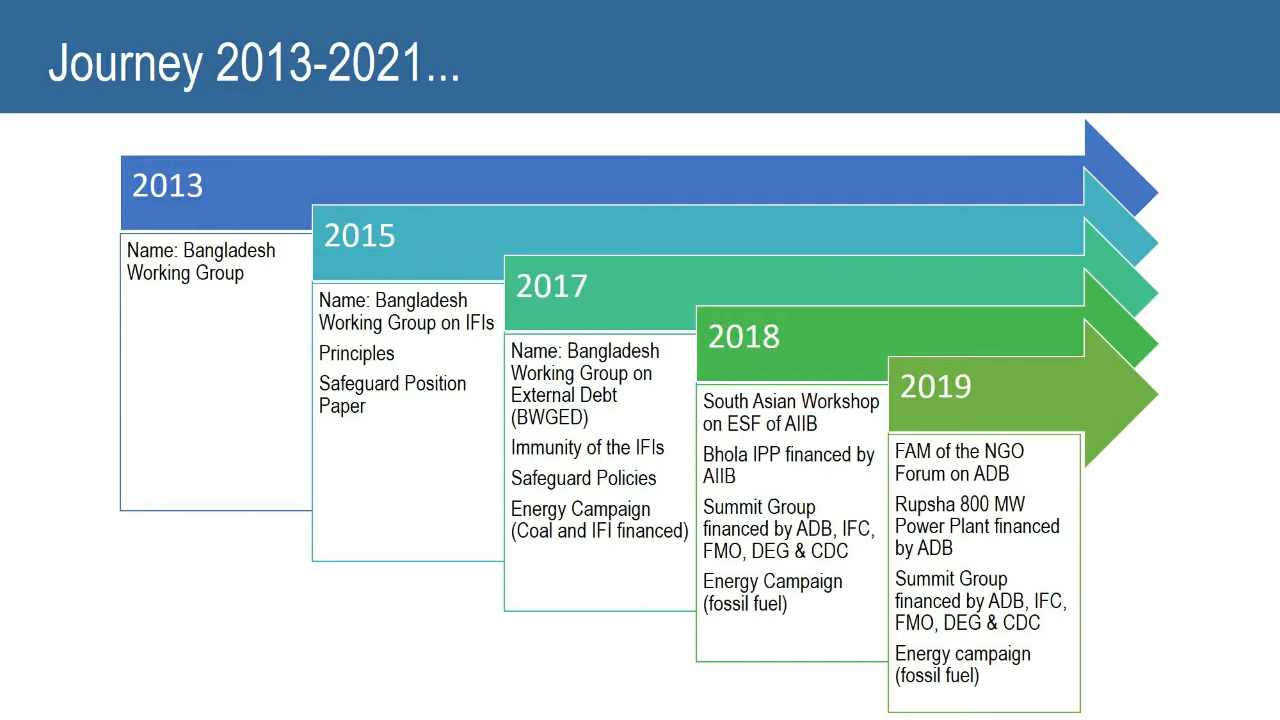 Journey 2013-2021...
2013
Name: Bangladesh
Working Group
2015
Name: Bangladesh
Working Group on IFIs
Principles
Safeguard Position
Paper
2017
Name: Bangladesh
Working Group on
External Debt
(BWGED)
Immunity of the IFIs
Safeguard Policies
Energy Campaign
(Coal and IFI financed)
2018
South Asian Workshop
on ESF of AIIB
Bhola IPP financed by
AIIB
Summit Group
financed by ADB, IFC,
FMO, DEG & CDC
Energy Campaign
(fossil fuel)
2019
FAM of the NGO
Forum on ADB
Rupsha 800 MW
Power Plant financed
by ADB
Summit Group
financed by ADB, IFC,
FMO, DEG & CDC
Energy campaign
(fossil fuel)